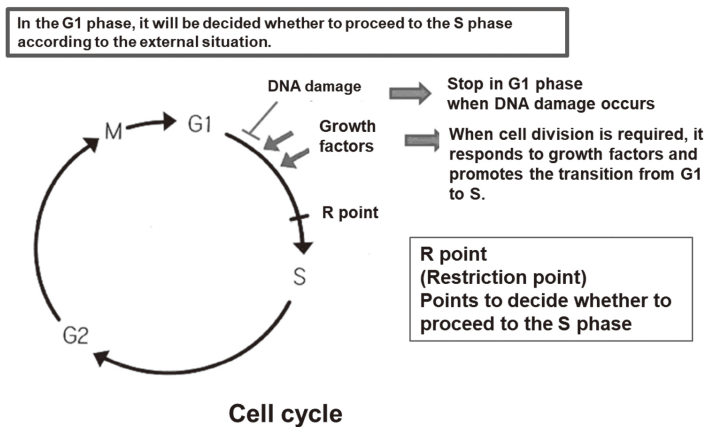 In the G1 phase, it will be decided whether to proceed to the S phase
according to the external situation.
DNA damage
Stop in G1 phase
when DNA damage occurs
M
G1
Growth
factors
When cell division is required, it
responds to growth factors and
promotes the transition from G1
to S.
R point
R point
(Restriction point)
Points to decide whether to
proceed to the S phase
S
G2
Cell cycle